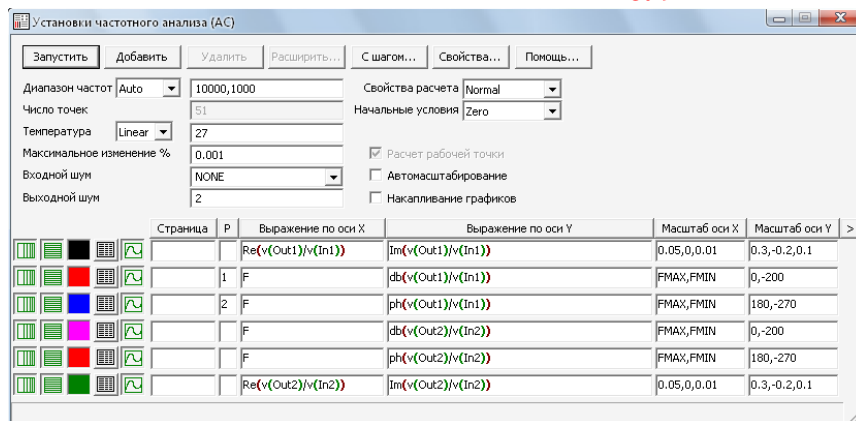 Установки частотного анализа (AC)
Запустить Добавить Удалить Расширить... С шагом... Свойства... Помощь...
Диапазон частот Auto 10000,1000 Свойства расчета Normal
Число точек 51 Начальные условия Zero
Температура Linear 27
Максимальное изменение % 0.001 Расчет рабочей точки
Входной шум NONE Автомасштабирование
Выходной шум 2 Накапливание графиков
Страница P Выражение по оси X Выражение по оси Y Масштаб оси X Масштаб оси Y >
Re(v(Out1)/v(In1)) Im(v(Out1)/v(In1)) 0.05,0,0.01 0.3,-0.2,0.1
1 F db(v(Out1)/v(In1)) FMAX,FMIN 0,-200
2 F ph(v(Out1)/v(In1)) FMAX,FMIN 180,-270
F db(v(Out2)/v(In2)) FMAX,FMIN 0,-200
F ph(v(Out2)/v(In2)) FMAX,FMIN 180,-270
Re(v(Out2)/v(In2)) Im(v(Out2)/v(In2)) 0.05,0,0.01 0.3,-0.2,0.1